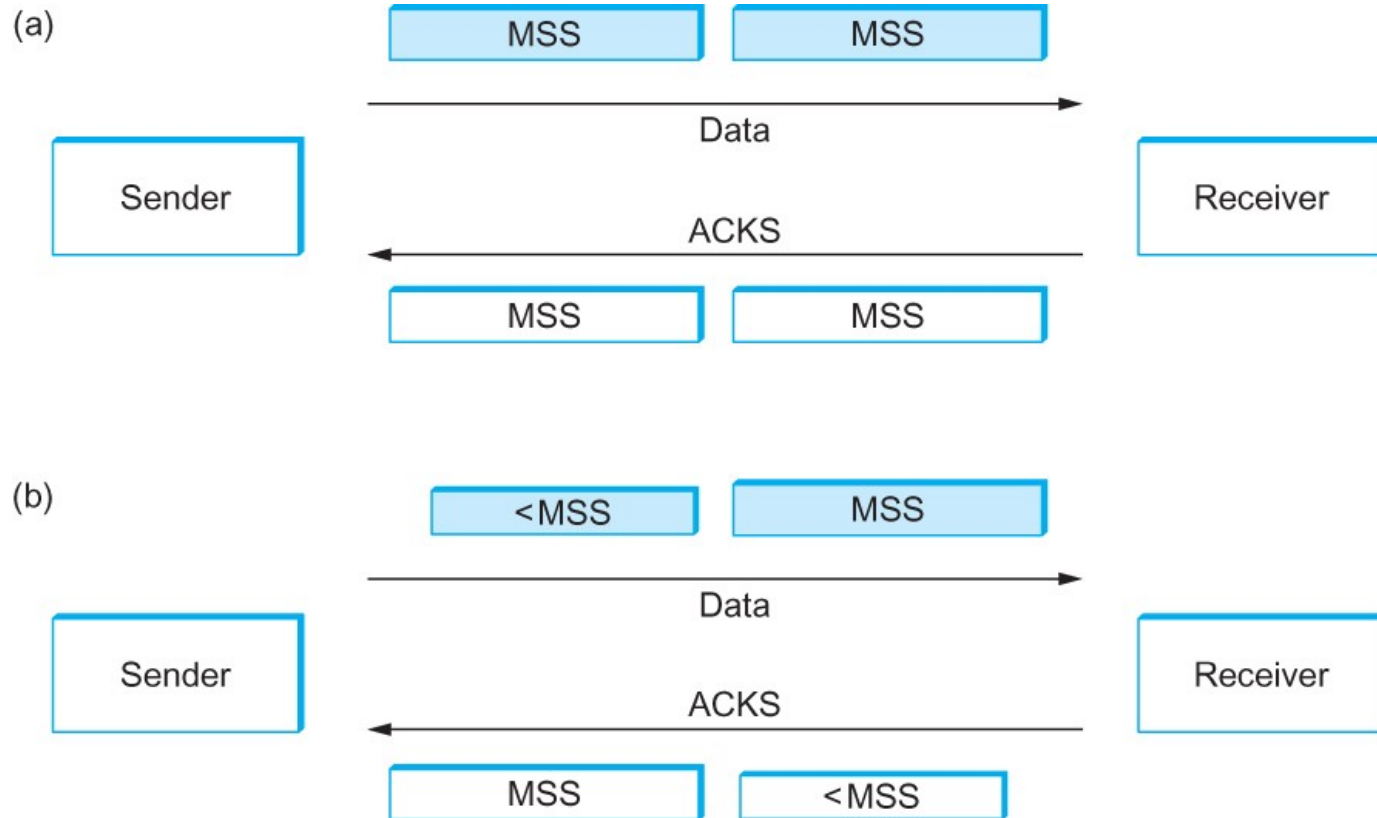 (a)
MSS MSS
Data
Sender Receiver
ACKS
MSS MSS
(b)
<MSS MSS
Data
Sender Receiver
ACKS
MSS <MSS